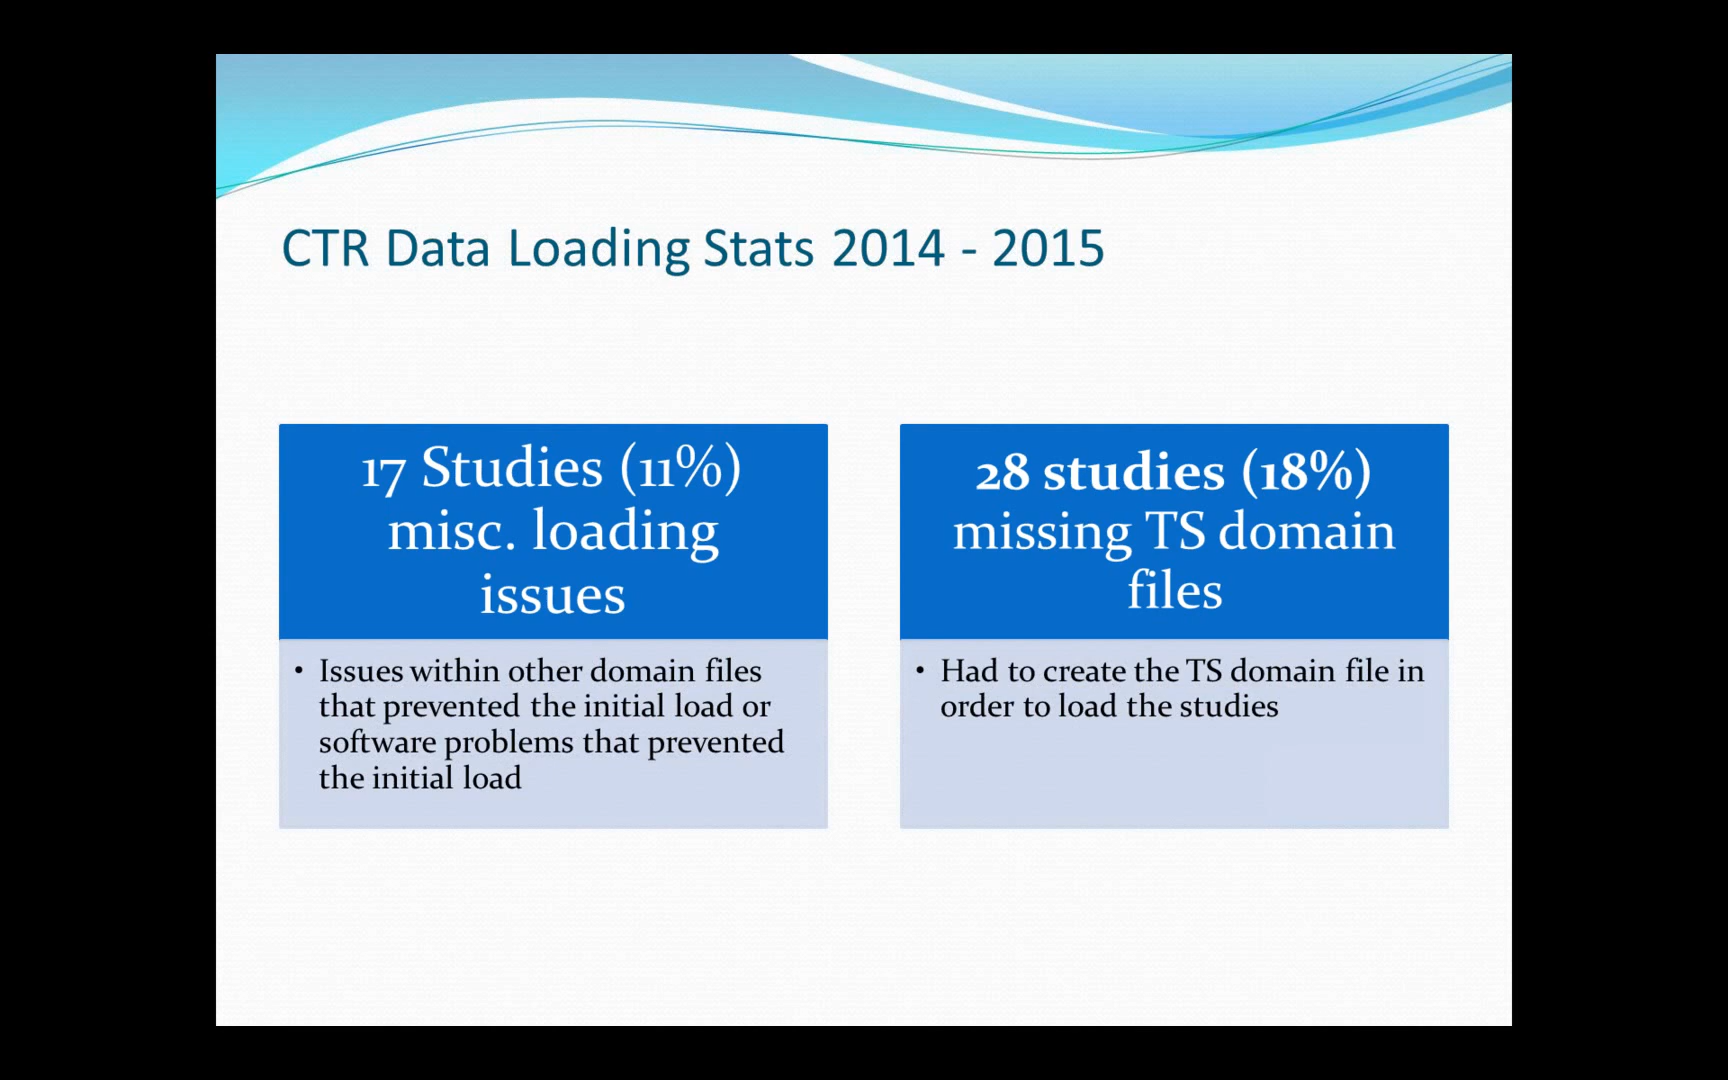 CTR Data Loading Stats 2014 - 2015
17 Studies (11%)
misc. loading
issues
• Issues within other domain files
that prevented the initial load or
software problems that prevented
the initial load
28 studies (18%)
missing TS domain
files
• Had to create the TS domain file in
order to load the studies